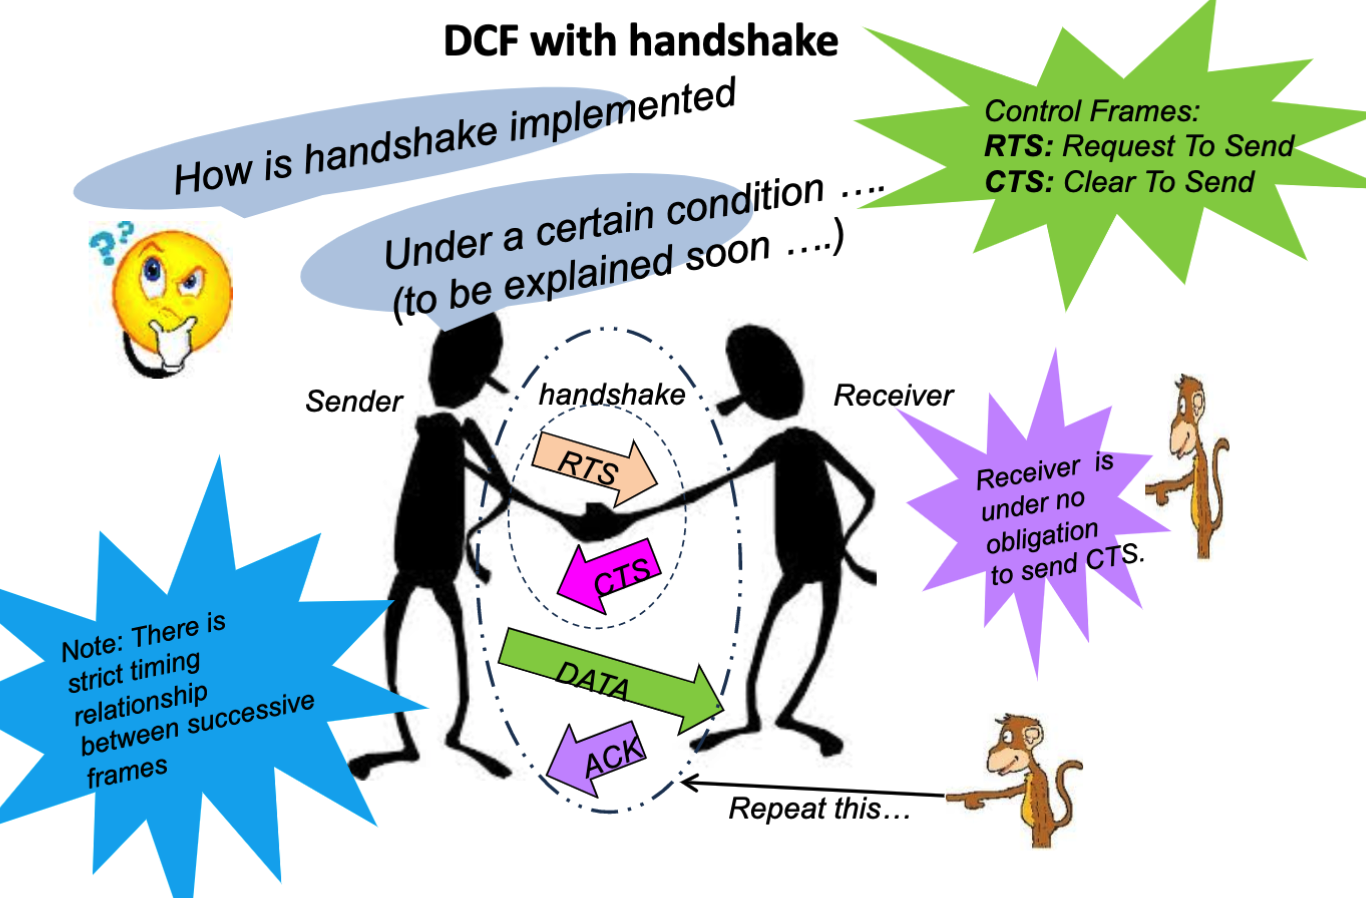 DCF with handshake
How is handshake implemented
Under a certain condition ….
(to be explained soon ….)
Control Frames:
RTS: Request To Send
CTS: Clear To Send
??
Sender
handshake
Receiver
RTS
CTS
DATA
ACK
Receiver is
under no
obligation
to send CTS.
Note: There is
strict timing
relationship
between successive
frames
Repeat this…